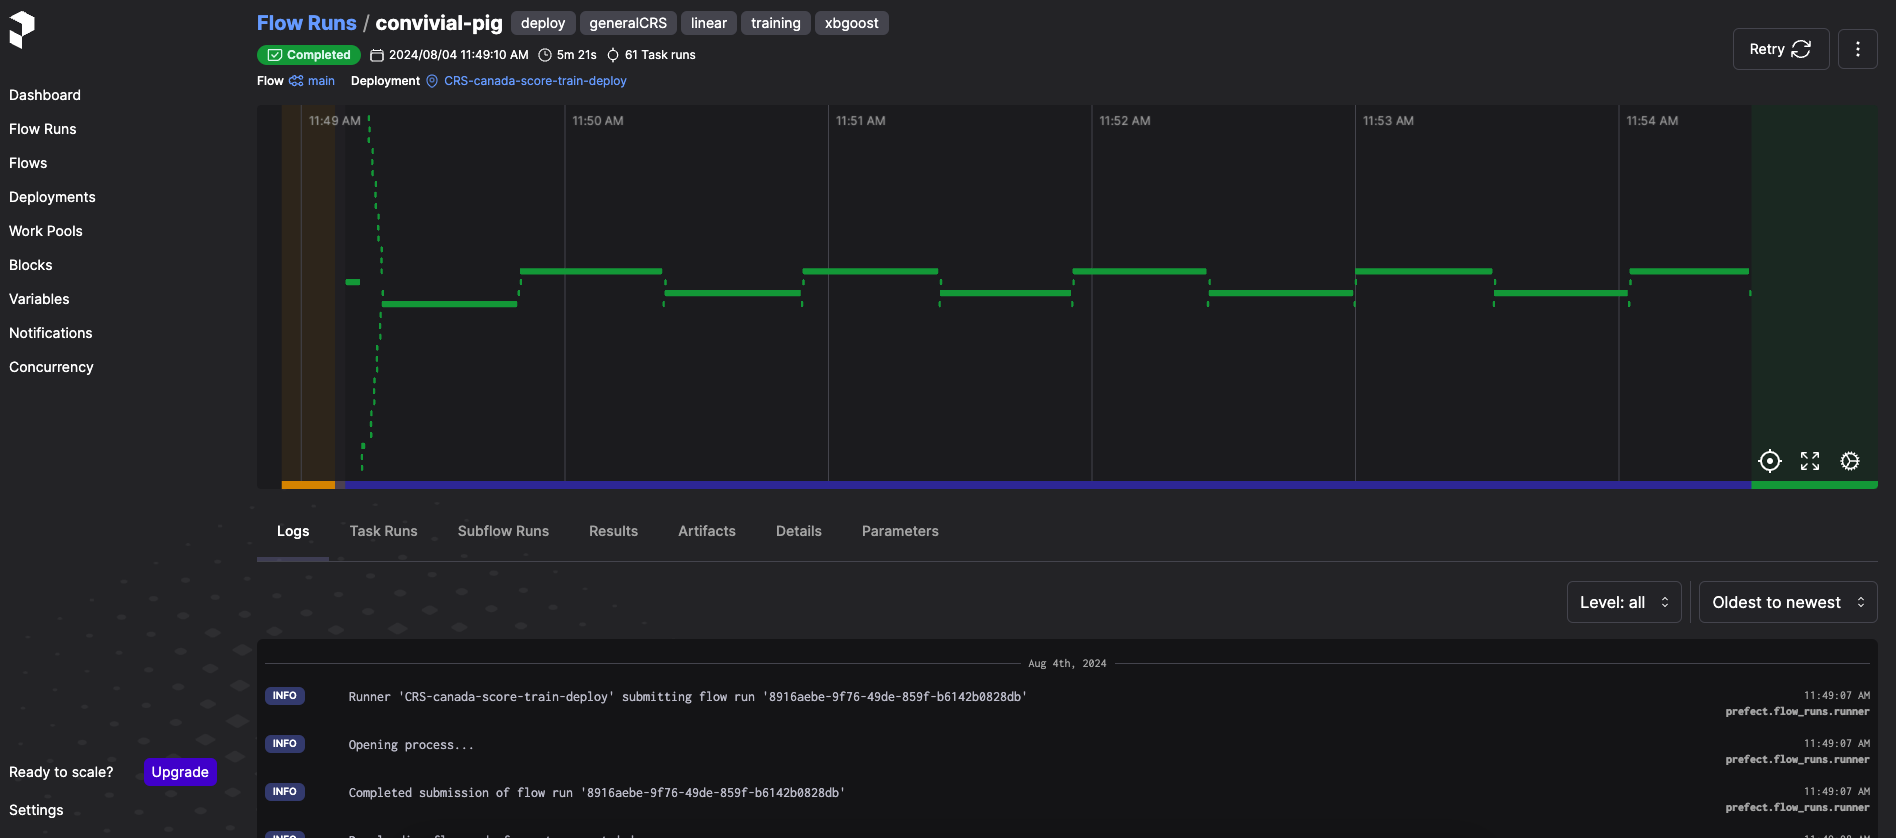 Flow Runs / convivial-pig deploy generalCRS linear training xbgoost
Completed 2024/08/04 11:49:10 AM 5m 21s 61 Task runs
Flow main Deployment CRS-canada-score-train-deploy
Retry
Dashboard
Flow Runs
Flows
Deployments
Work Pools
Blocks
Variables
Notifications
Concurrency
Ready to scale? Upgrade
Settings
11:49 AM 11:50 AM 11:51 AM 11:52 AM 11:53 AM 11:54 AM
Logs Task Runs Subflow Runs Results Artifacts Details Parameters
Level: all Oldest to newest
Aug 4th, 2024
INFO Runner 'CRS-canada-score-train-deploy' submitting flow run '8916aebe-9f76-49de-859f-b6142b0828db' 11:49:07 AM
prefect.flow_runs.runner
INFO Opening process... 11:49:07 AM
prefect.flow_runs.runner
INFO Completed submission of flow run '8916aebe-9f76-49de-859f-b6142b0828db' 11:49:07 AM
prefect.flow_runs.runner
INFO